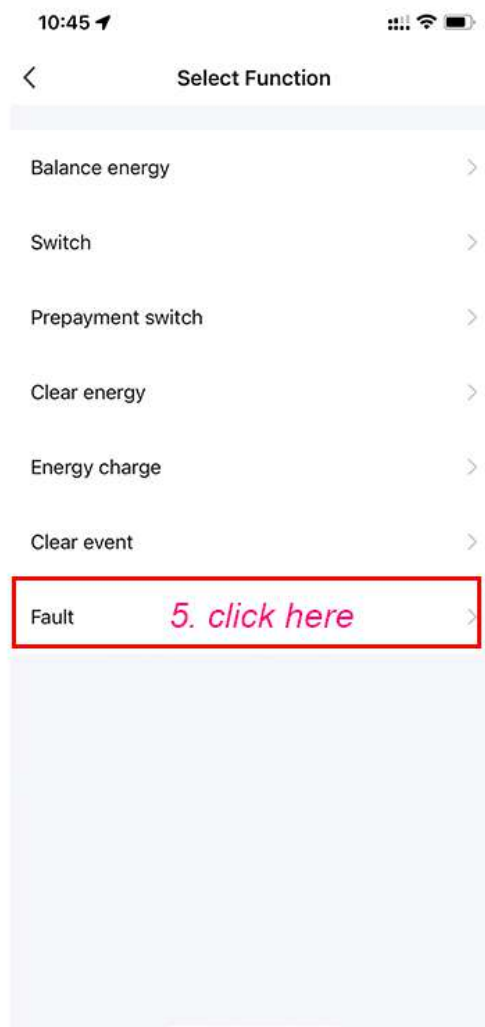 10:45
Select Function
Balance energy
Switch
Prepayment switch
Clear energy
Energy charge
Clear event
Fault 5. click here